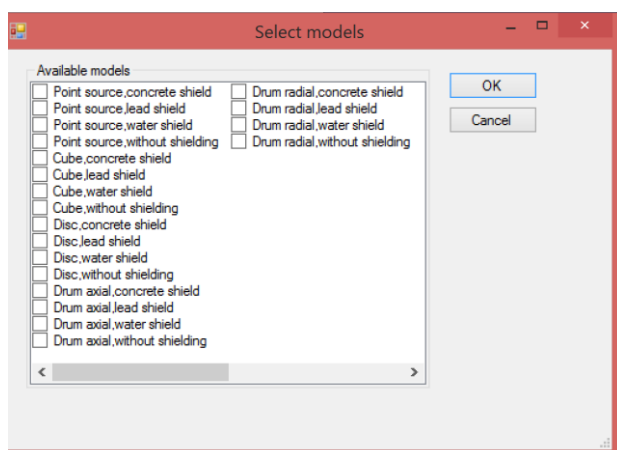 Select models
Available models
Point source,concrete shield
Point source,lead shield
Point source,water shield
Point source,without shielding
Cube,concrete shield
Cube,lead shield
Cube,water shield
Cube,without shielding
Disc,concrete shield
Disc,lead shield
Disc,water shield
Disc,without shielding
Drum axial,concrete shield
Drum axial,lead shield
Drum axial,water shield
Drum axial,without shielding
Drum radial,concrete shield
Drum radial,lead shield
Drum radial,water shield
Drum radial,without shielding
OK
Cancel